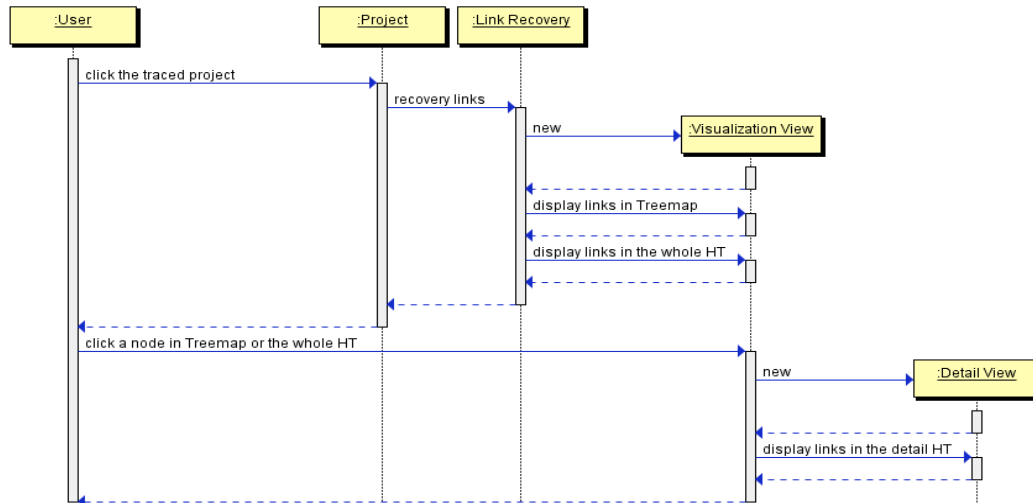 :User
:Project
:Link Recovery
click the traced project
recovery links
new
:Visualization View
display links in Treemap
display links in the whole HT
click a node in Treemap or the whole HT
new
:Detail View
display links in the detail HT